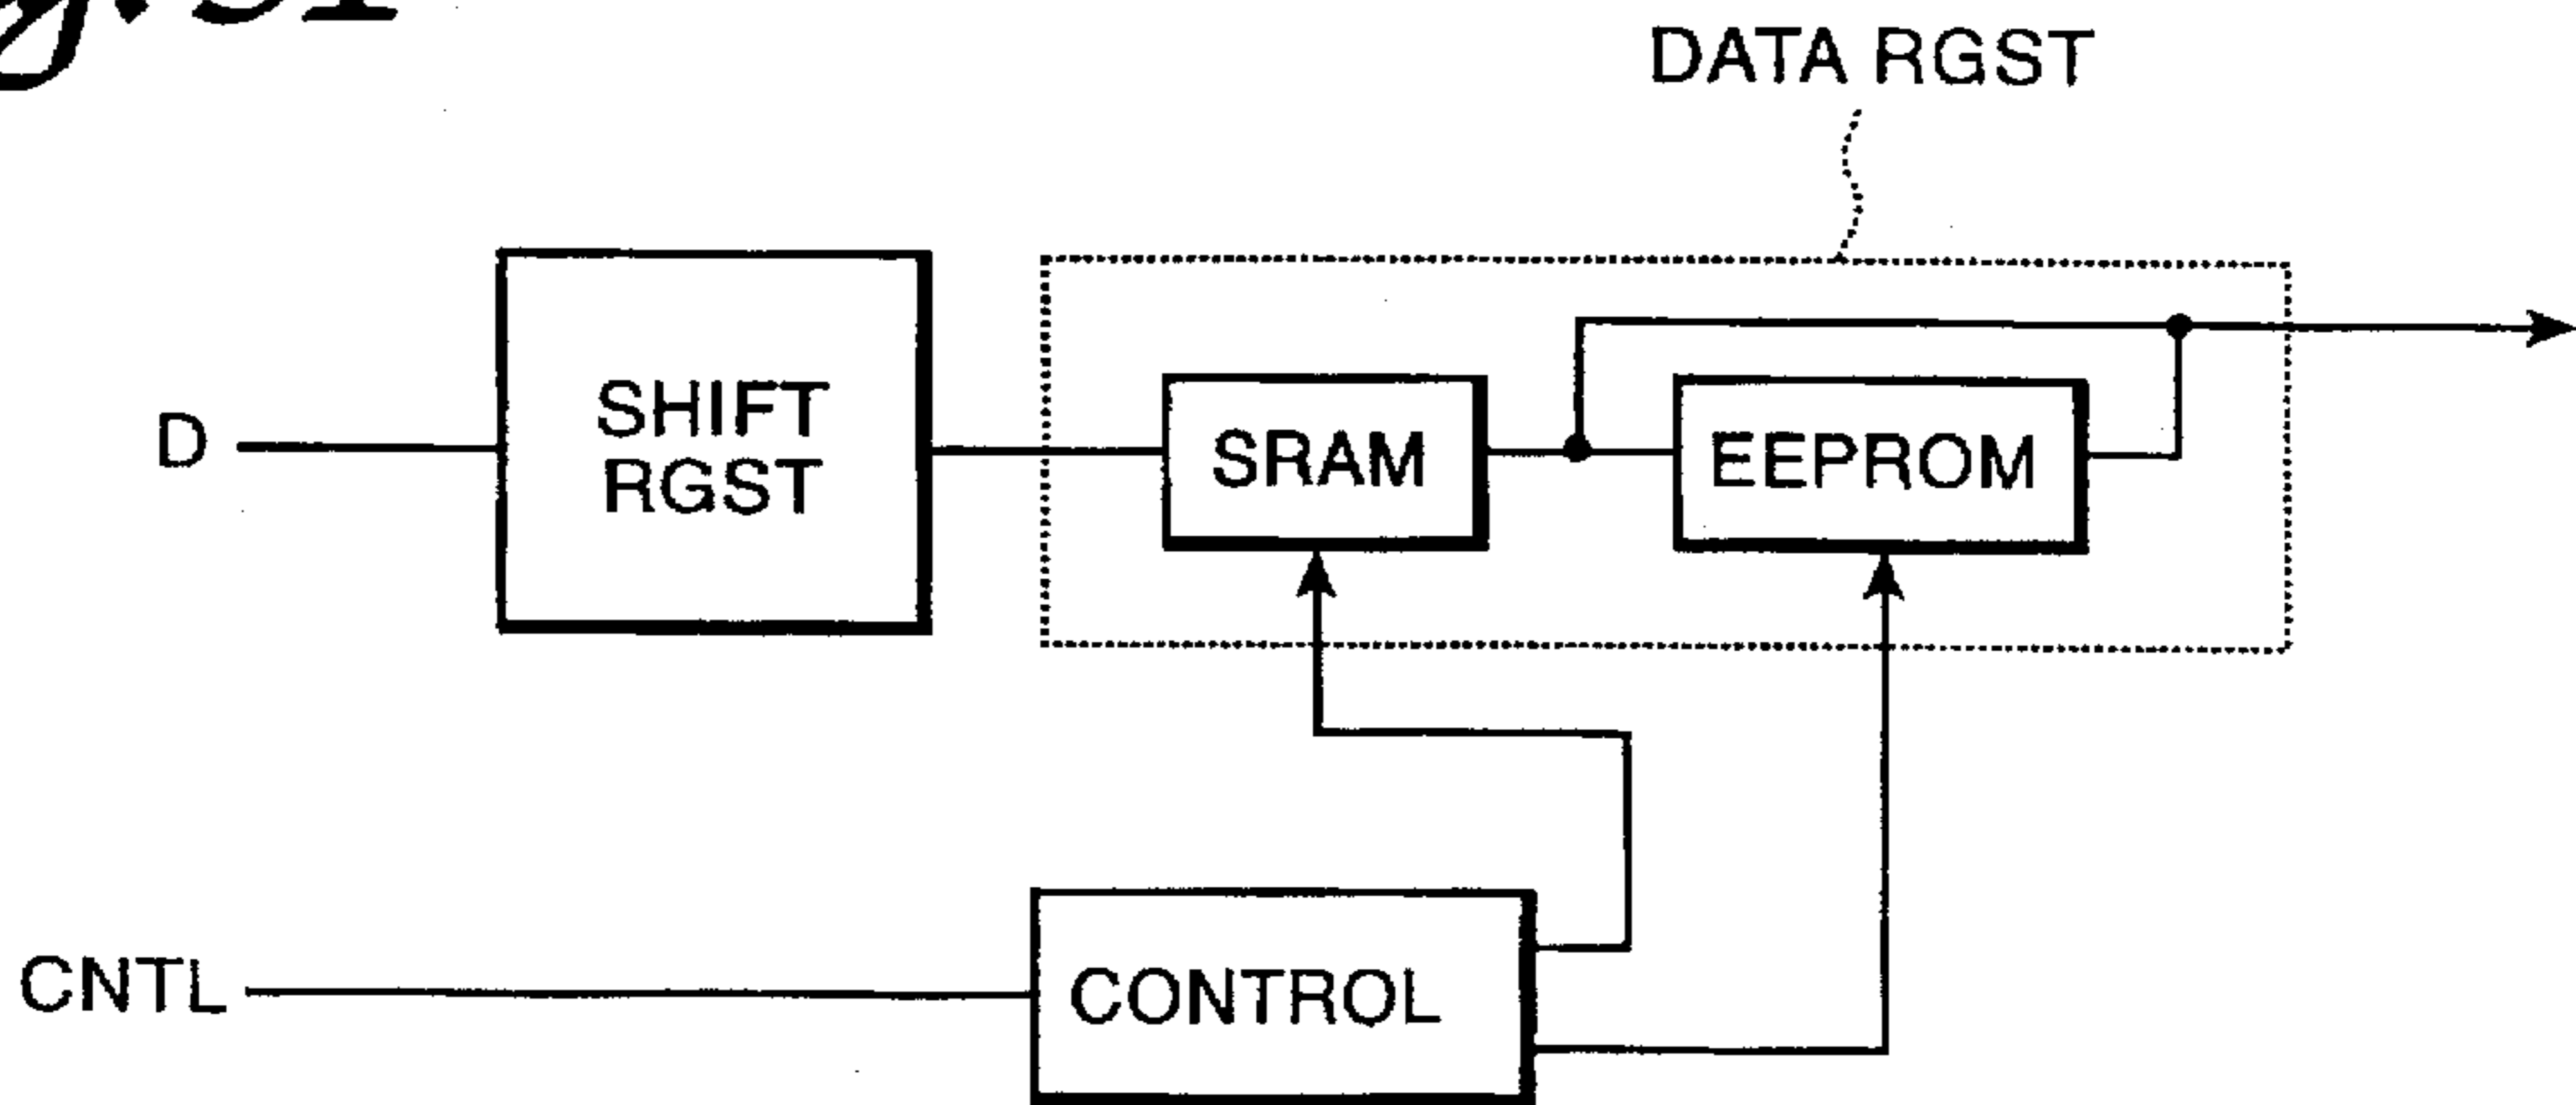 DATA RGST
D
SHIFT
RGST
SRAM
EEPROM
CNTL
CONTROL